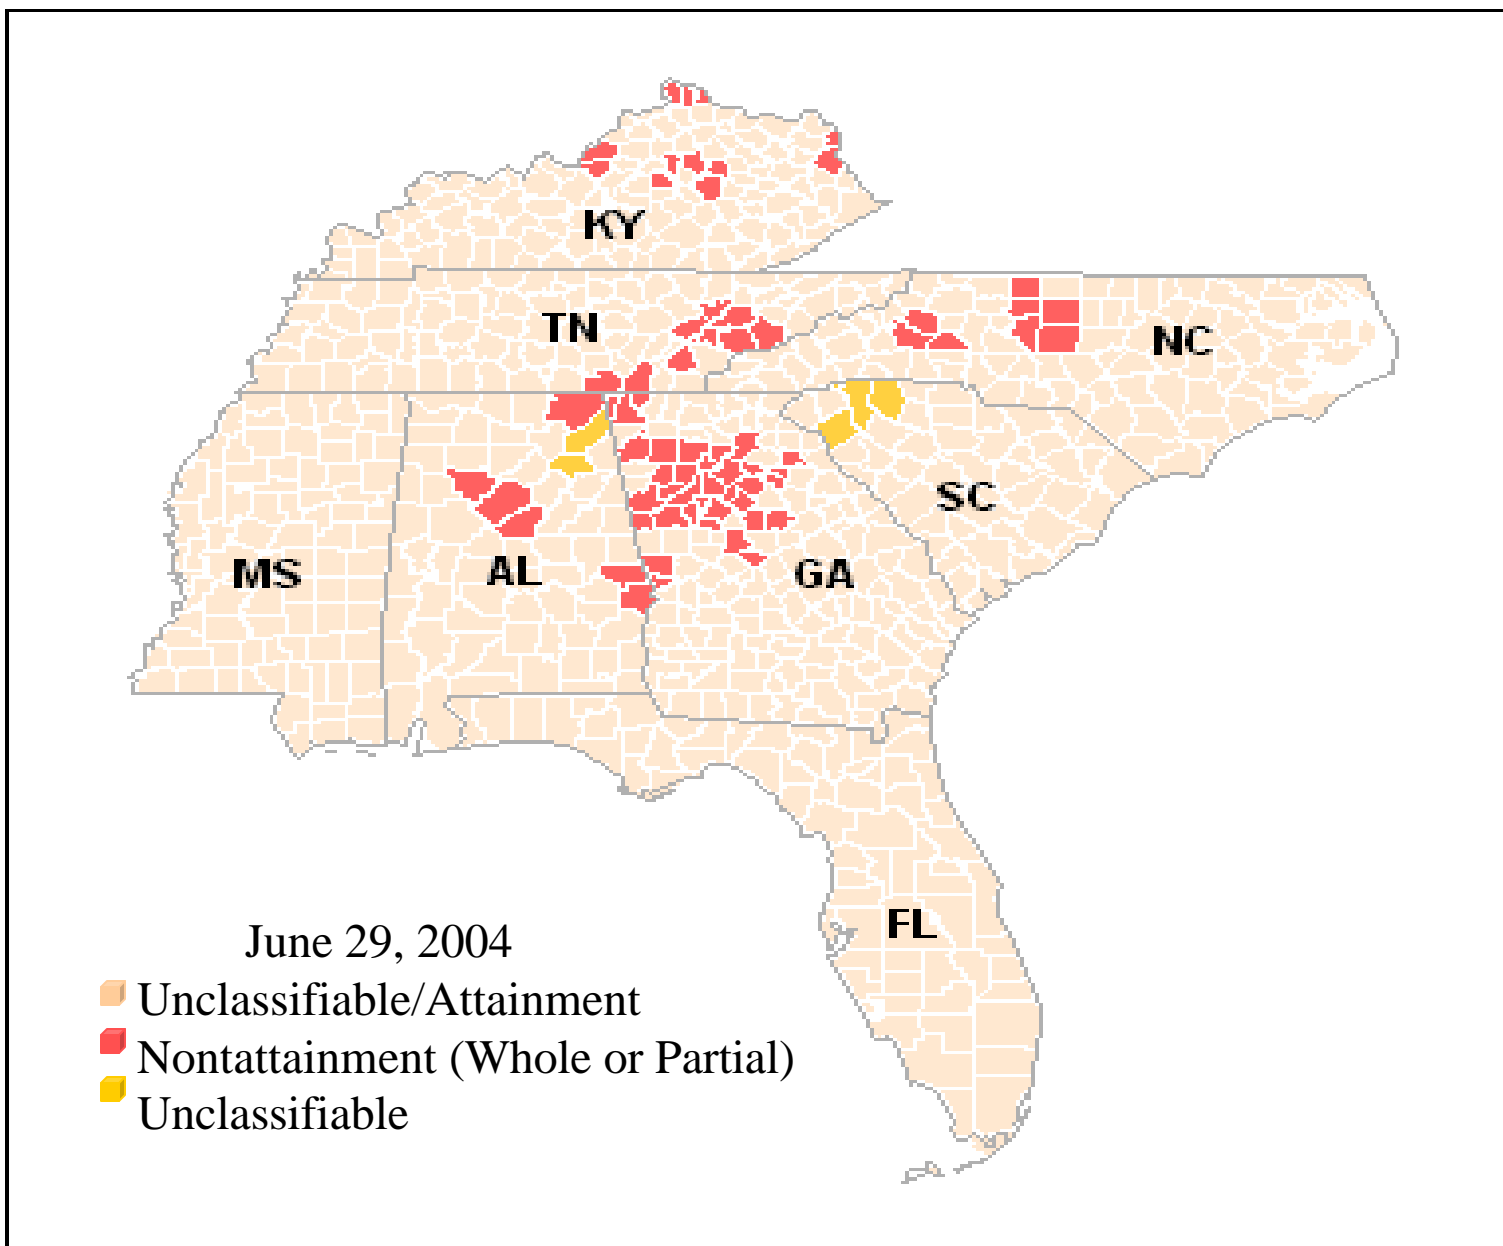 KY
TN
NC
SC
MS
AL
GA
FL
June 29, 2004
Unclassifiable/Attainment
Nontattainment (Whole or Partial)
Unclassifiable